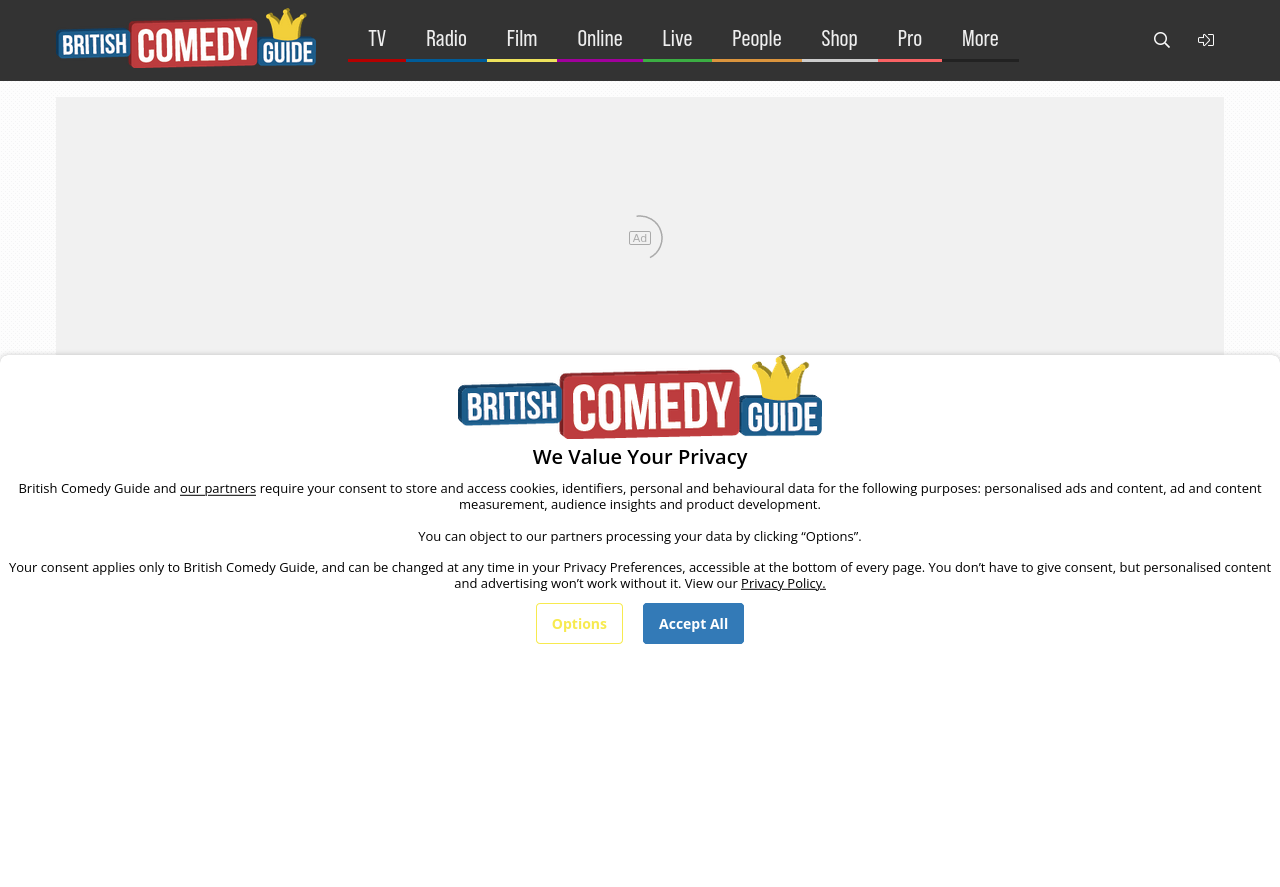 BRITISH COMEDY GUIDE TV Radio Film Online Live People Shop Pro More
Ad
BRITISH COMEDY GUIDE
We Value Your Privacy
British Comedy Guide and our partners require your consent to store and access cookies, identifiers, personal and behavioural data for the following purposes: personalised ads and content, ad and content
measurement, audience insights and product development.
You can object to our partners processing your data by clicking “Options”.
Your consent applies only to British Comedy Guide, and can be changed at any time in your Privacy Preferences, accessible at the bottom of every page. You don’t have to give consent, but personalised content
and advertising won’t work without it. View our Privacy Policy.
Options Accept All